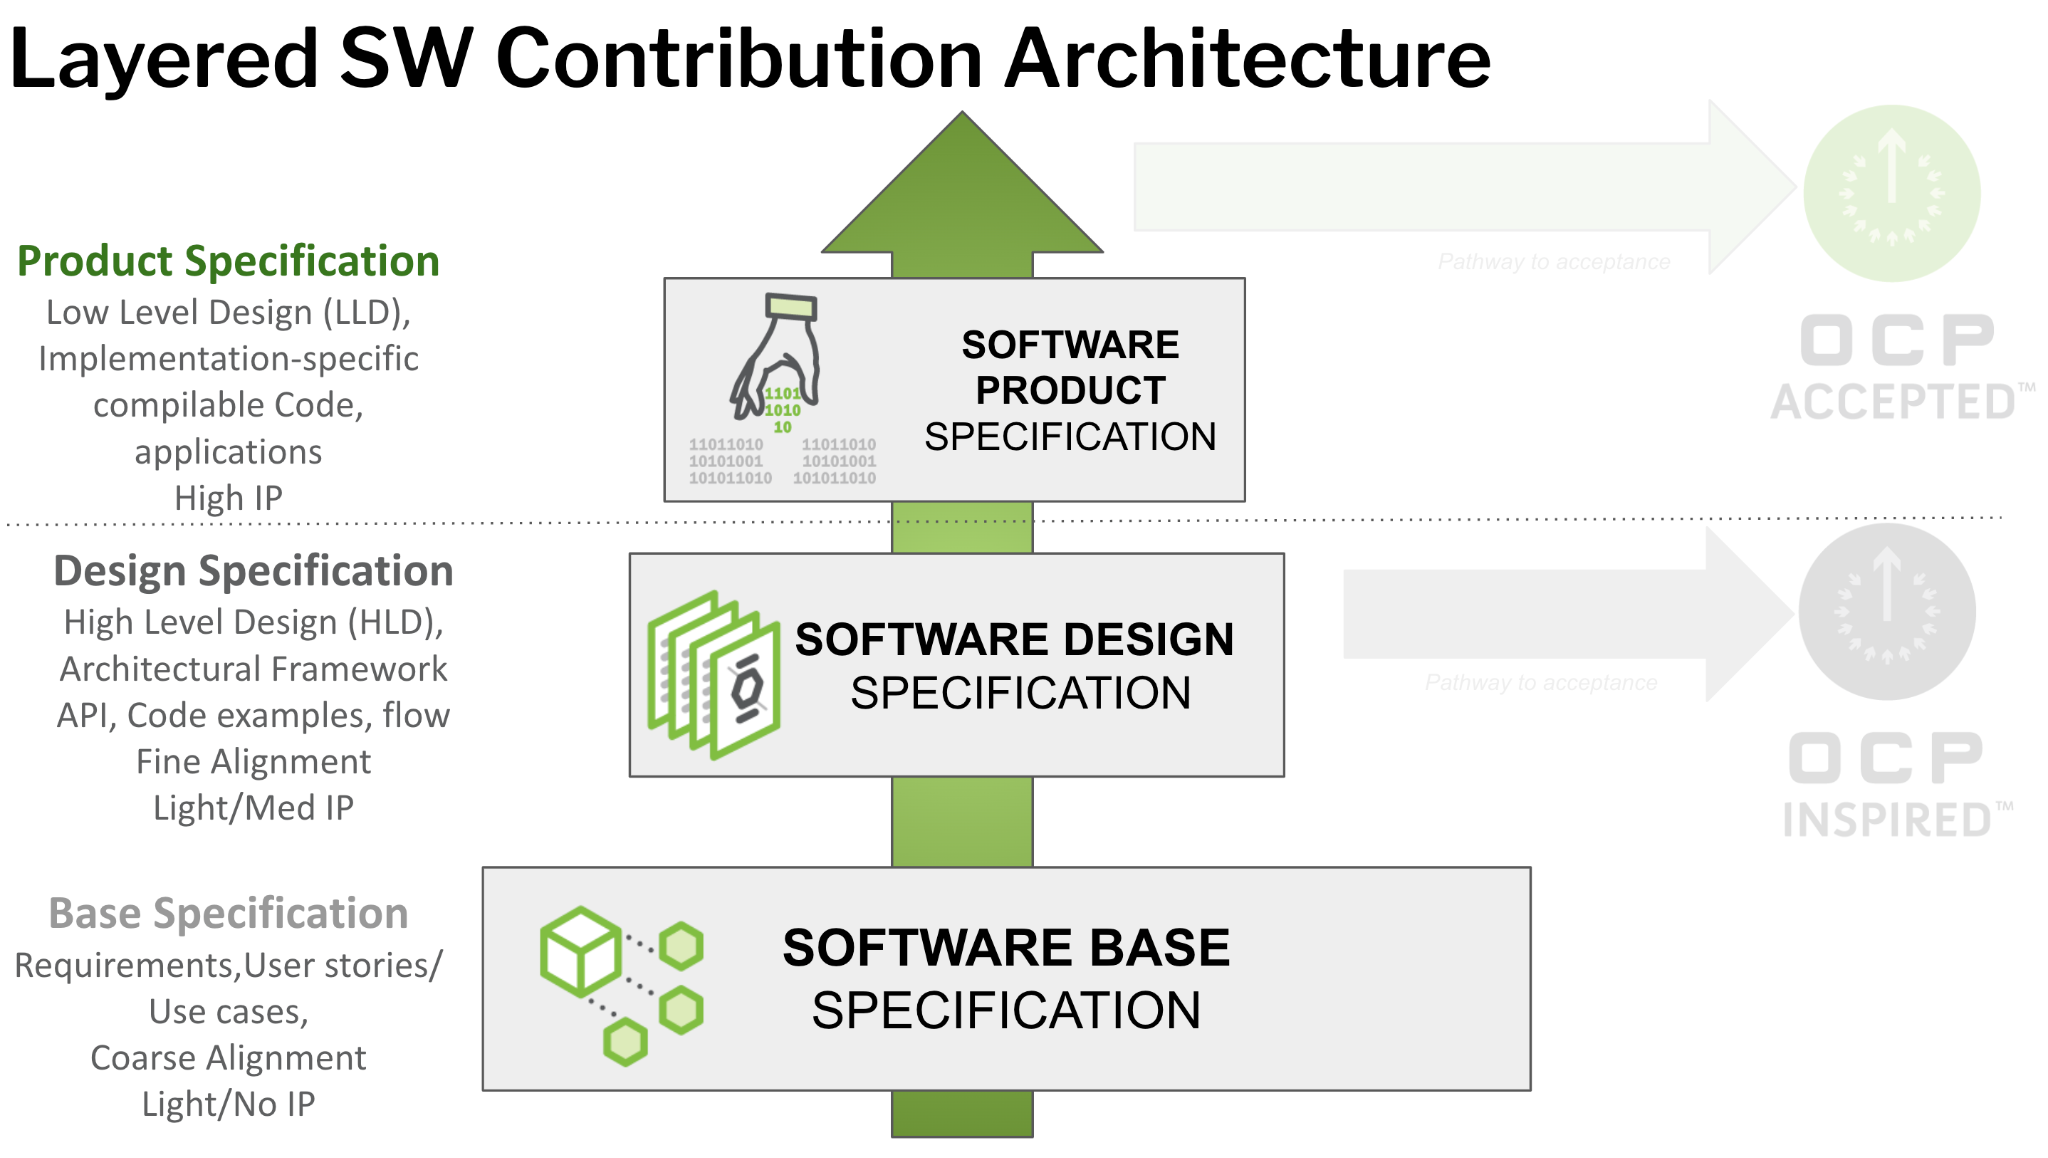 Layered SW Contribution Architecture
Product Specification
Low Level Design (LLD),
Implementation-specific
compilable Code,
applications
High IP
1101
1010
10
11011010 11011010
10101001 10101001
101011010 101011010
SOFTWARE
PRODUCT
SPECIFICATION
Pathway to acceptance
OCP
ACCEPTED™
Design Specification
High Level Design (HLD),
Architectural Framework
API, Code examples, flow
Fine Alignment
Light/Med IP
SOFTWARE DESIGN
SPECIFICATION
Pathway to acceptance
OCP
INSPIRED™
Base Specification
Requirements,User stories/
Use cases,
Coarse Alignment
Light/No IP
SOFTWARE BASE
SPECIFICATION